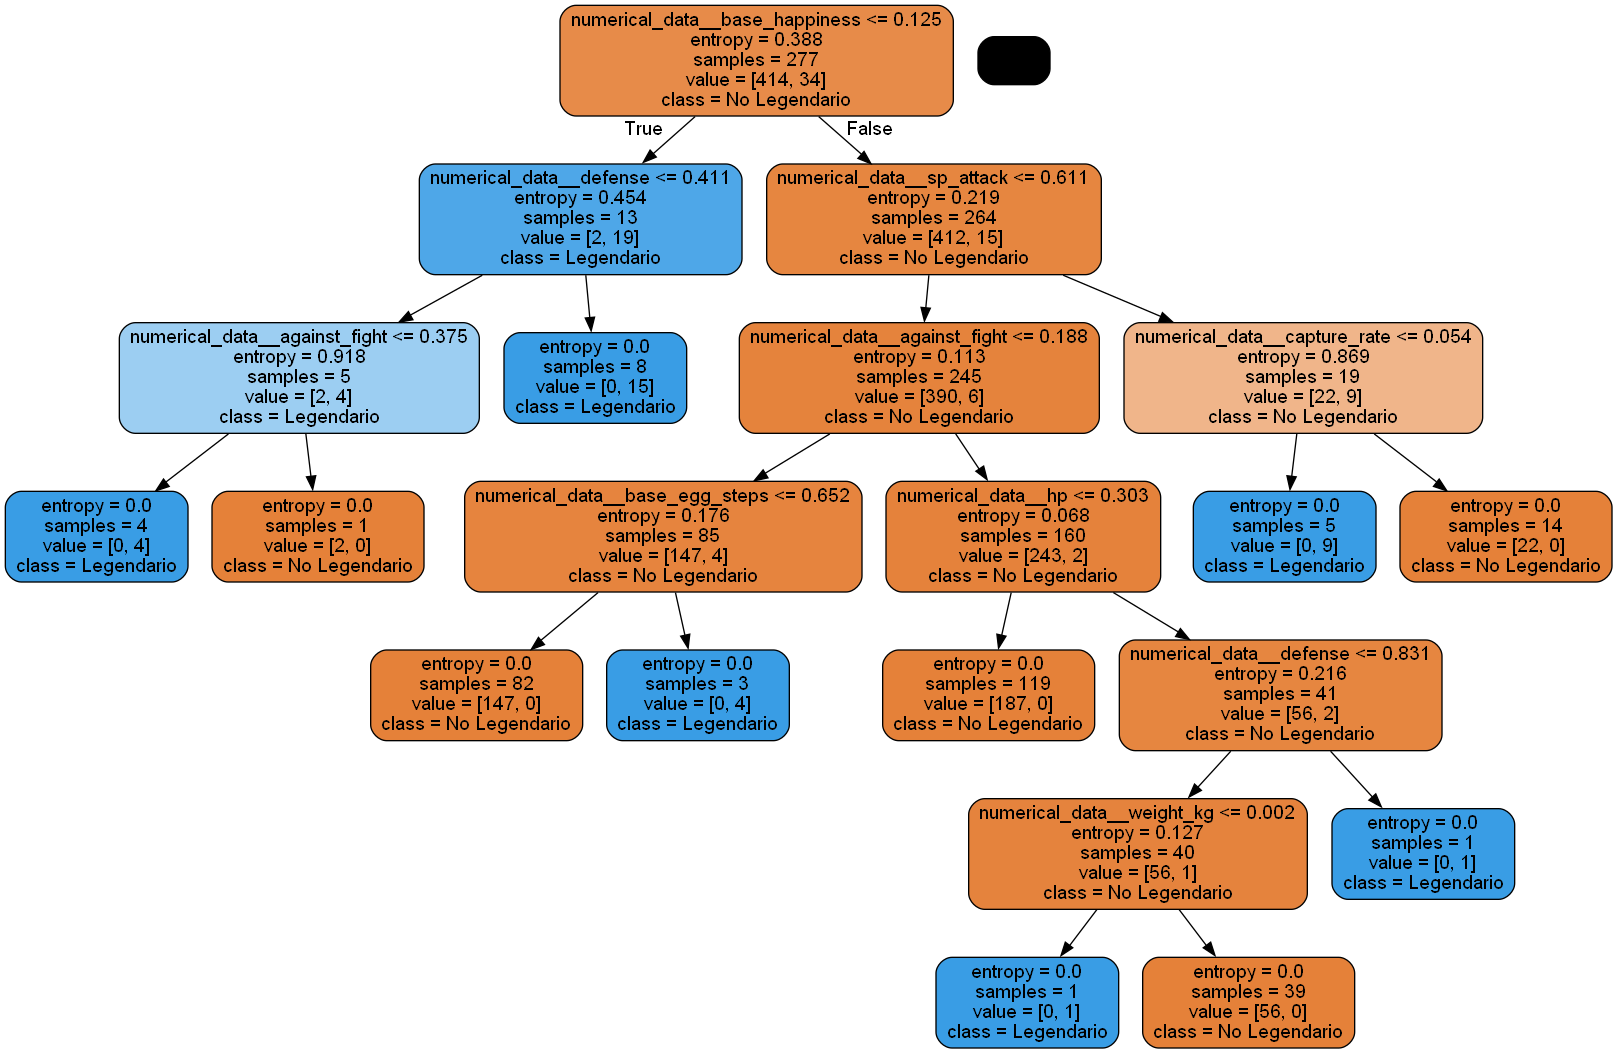 numerical_data__base_happiness <= 0.125
entropy = 0.388
samples = 277
value = [414, 34]
class = No Legendario
True
False
numerical_data__defense <= 0.411
entropy = 0.454
samples = 13
value = [2, 19]
class = Legendario
numerical_data__sp_attack <= 0.611
entropy = 0.219
samples = 264
value = [412, 15]
class = No Legendario
numerical_data__against_fight <= 0.375
entropy = 0.918
samples = 5
value = [2, 4]
class = Legendario
entropy = 0.0
samples = 8
value = [0, 15]
class = Legendario
numerical_data__against_fight <= 0.188
entropy = 0.113
samples = 245
value = [390, 6]
class = No Legendario
numerical_data__capture_rate <= 0.054
entropy = 0.869
samples = 19
value = [22, 9]
class = No Legendario
entropy = 0.0
samples = 4
value = [0, 4]
class = Legendario
entropy = 0.0
samples = 1
value = [2, 0]
class = No Legendario
numerical_data__base_egg_steps <= 0.652
entropy = 0.176
samples = 85
value = [147, 4]
class = No Legendario
numerical_data__hp <= 0.303
entropy = 0.068
samples = 160
value = [243, 2]
class = No Legendario
entropy = 0.0
samples = 5
value = [0, 9]
class = Legendario
entropy = 0.0
samples = 14
value = [22, 0]
class = No Legendario
entropy = 0.0
samples = 82
value = [147, 0]
class = No Legendario
entropy = 0.0
samples = 3
value = [0, 4]
class = Legendario
entropy = 0.0
samples = 119
value = [187, 0]
class = No Legendario
numerical_data__defense <= 0.831
entropy = 0.216
samples = 41
value = [56, 2]
class = No Legendario
numerical_data__weight_kg <= 0.002
entropy = 0.127
samples = 40
value = [56, 1]
class = No Legendario
entropy = 0.0
samples = 1
value = [0, 1]
class = Legendario
entropy = 0.0
samples = 1
value = [0, 1]
class = Legendario
entropy = 0.0
samples = 39
value = [56, 0]
class = No Legendario